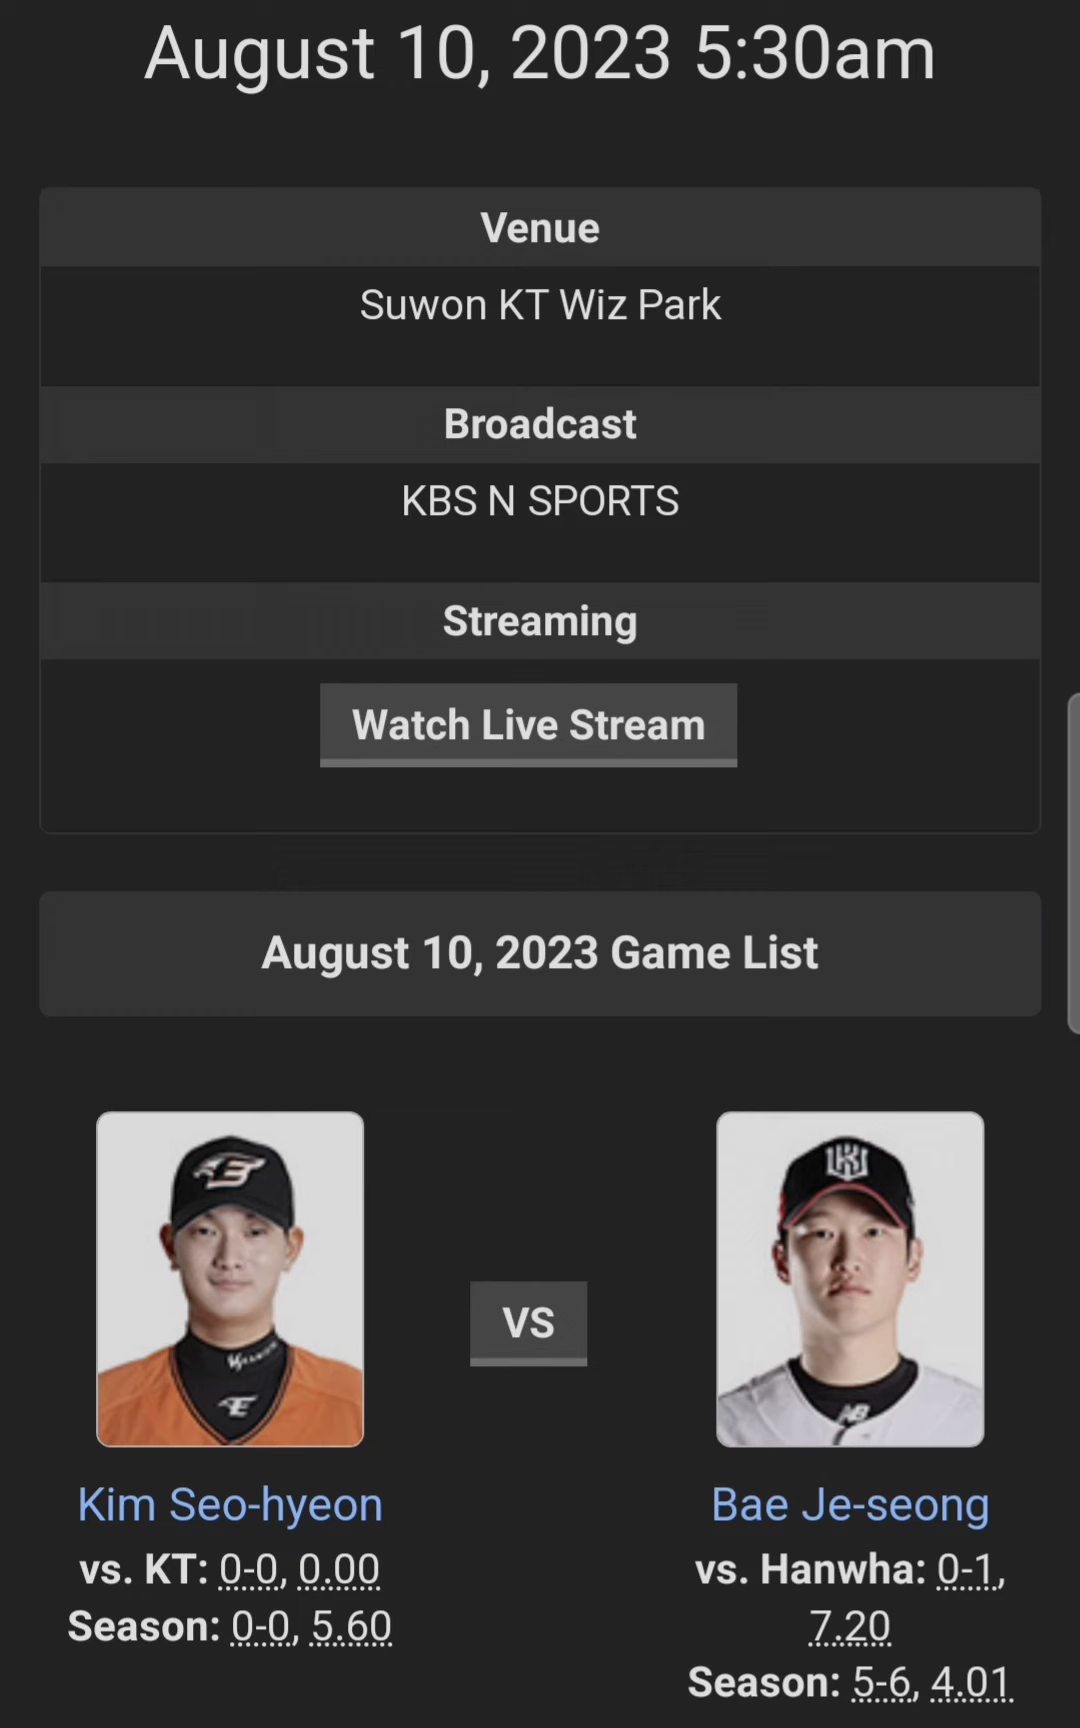 August 10, 2023 5:30am
Venue
Suwon KT Wiz Park
Broadcast
KBS N SPORTS
Streaming
Watch Live Stream
August 10, 2023 Game List
VS
Kim Seo-hyeon
vs. KT: 0-0, 0.00
Season: 0-0, 5.60
Bae Je-seong
vs. Hanwha: 0-1,
7.20
Season: 5-6, 4.01